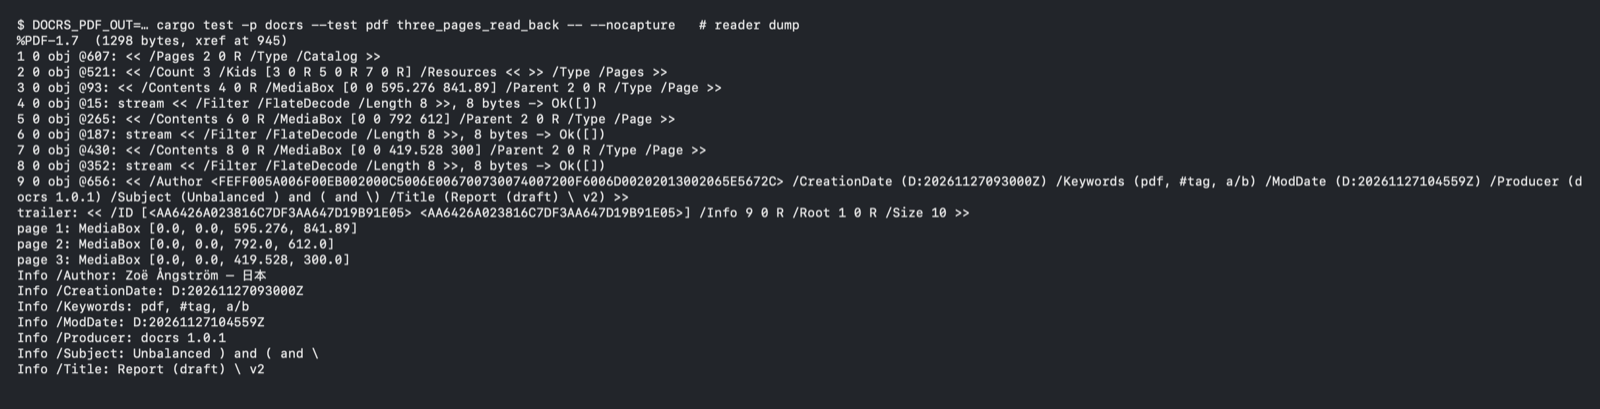 $ DOCRS_PDF_OUT=… cargo test -p docrs --test pdf three_pages_read_back -- --nocapture   # reader dump
%PDF-1.7  (1298 bytes, xref at 945)
1 0 obj @607: << /Pages 2 0 R /Type /Catalog >>
2 0 obj @521: << /Count 3 /Kids [3 0 R 5 0 R 7 0 R] /Resources << >> /Type /Pages >>
3 0 obj @93: << /Contents 4 0 R /MediaBox [0 0 595.276 841.89] /Parent 2 0 R /Type /Page >>
4 0 obj @15: stream << /Filter /FlateDecode /Length 8 >>, 8 bytes -> Ok([])
5 0 obj @265: << /Contents 6 0 R /MediaBox [0 0 792 612] /Parent 2 0 R /Type /Page >>
6 0 obj @187: stream << /Filter /FlateDecode /Length 8 >>, 8 bytes -> Ok([])
7 0 obj @430: << /Contents 8 0 R /MediaBox [0 0 419.528 300] /Parent 2 0 R /Type /Page >>
8 0 obj @352: stream << /Filter /FlateDecode /Length 8 >>, 8 bytes -> Ok([])
9 0 obj @656: << /Author <FEFF005A006F00EB002000C5006E006700730074007200F6006D00202013002065E5672C> /CreationDate (D:20261127093000Z) /Keywords (pdf, #tag, a/b) /ModDate (D:20261127104559Z) /Producer (d
ocrs 1.0.1) /Subject (Unbalanced ) and ( and \) /Title (Report (draft) \ v2) >>
trailer: << /ID [<AA6426A023816C7DF3AA647D19B91E05> <AA6426A023816C7DF3AA647D19B91E05>] /Info 9 0 R /Root 1 0 R /Size 10 >>
page 1: MediaBox [0.0, 0.0, 595.276, 841.89]
page 2: MediaBox [0.0, 0.0, 792.0, 612.0]
page 3: MediaBox [0.0, 0.0, 419.528, 300.0]
Info /Author: Zoë Ångström – 日本
Info /CreationDate: D:20261127093000Z
Info /Keywords: pdf, #tag, a/b
Info /ModDate: D:20261127104559Z
Info /Producer: docrs 1.0.1
Info /Subject: Unbalanced ) and ( and \
Info /Title: Report (draft) \ v2